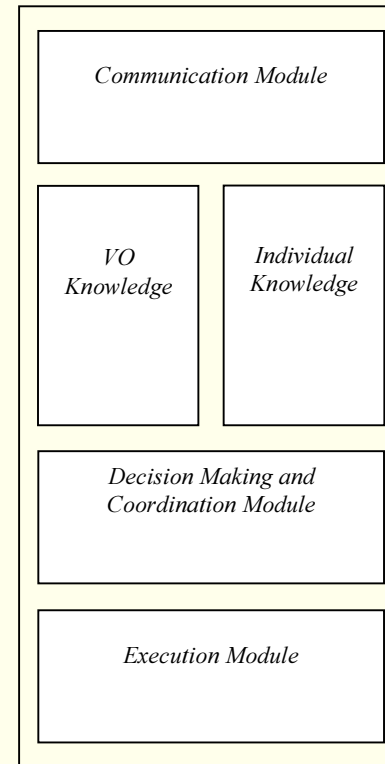 Communication Module
VO
Knowledge
Individual
Knowledge
Decision Making and
Coordination Module
Execution Module